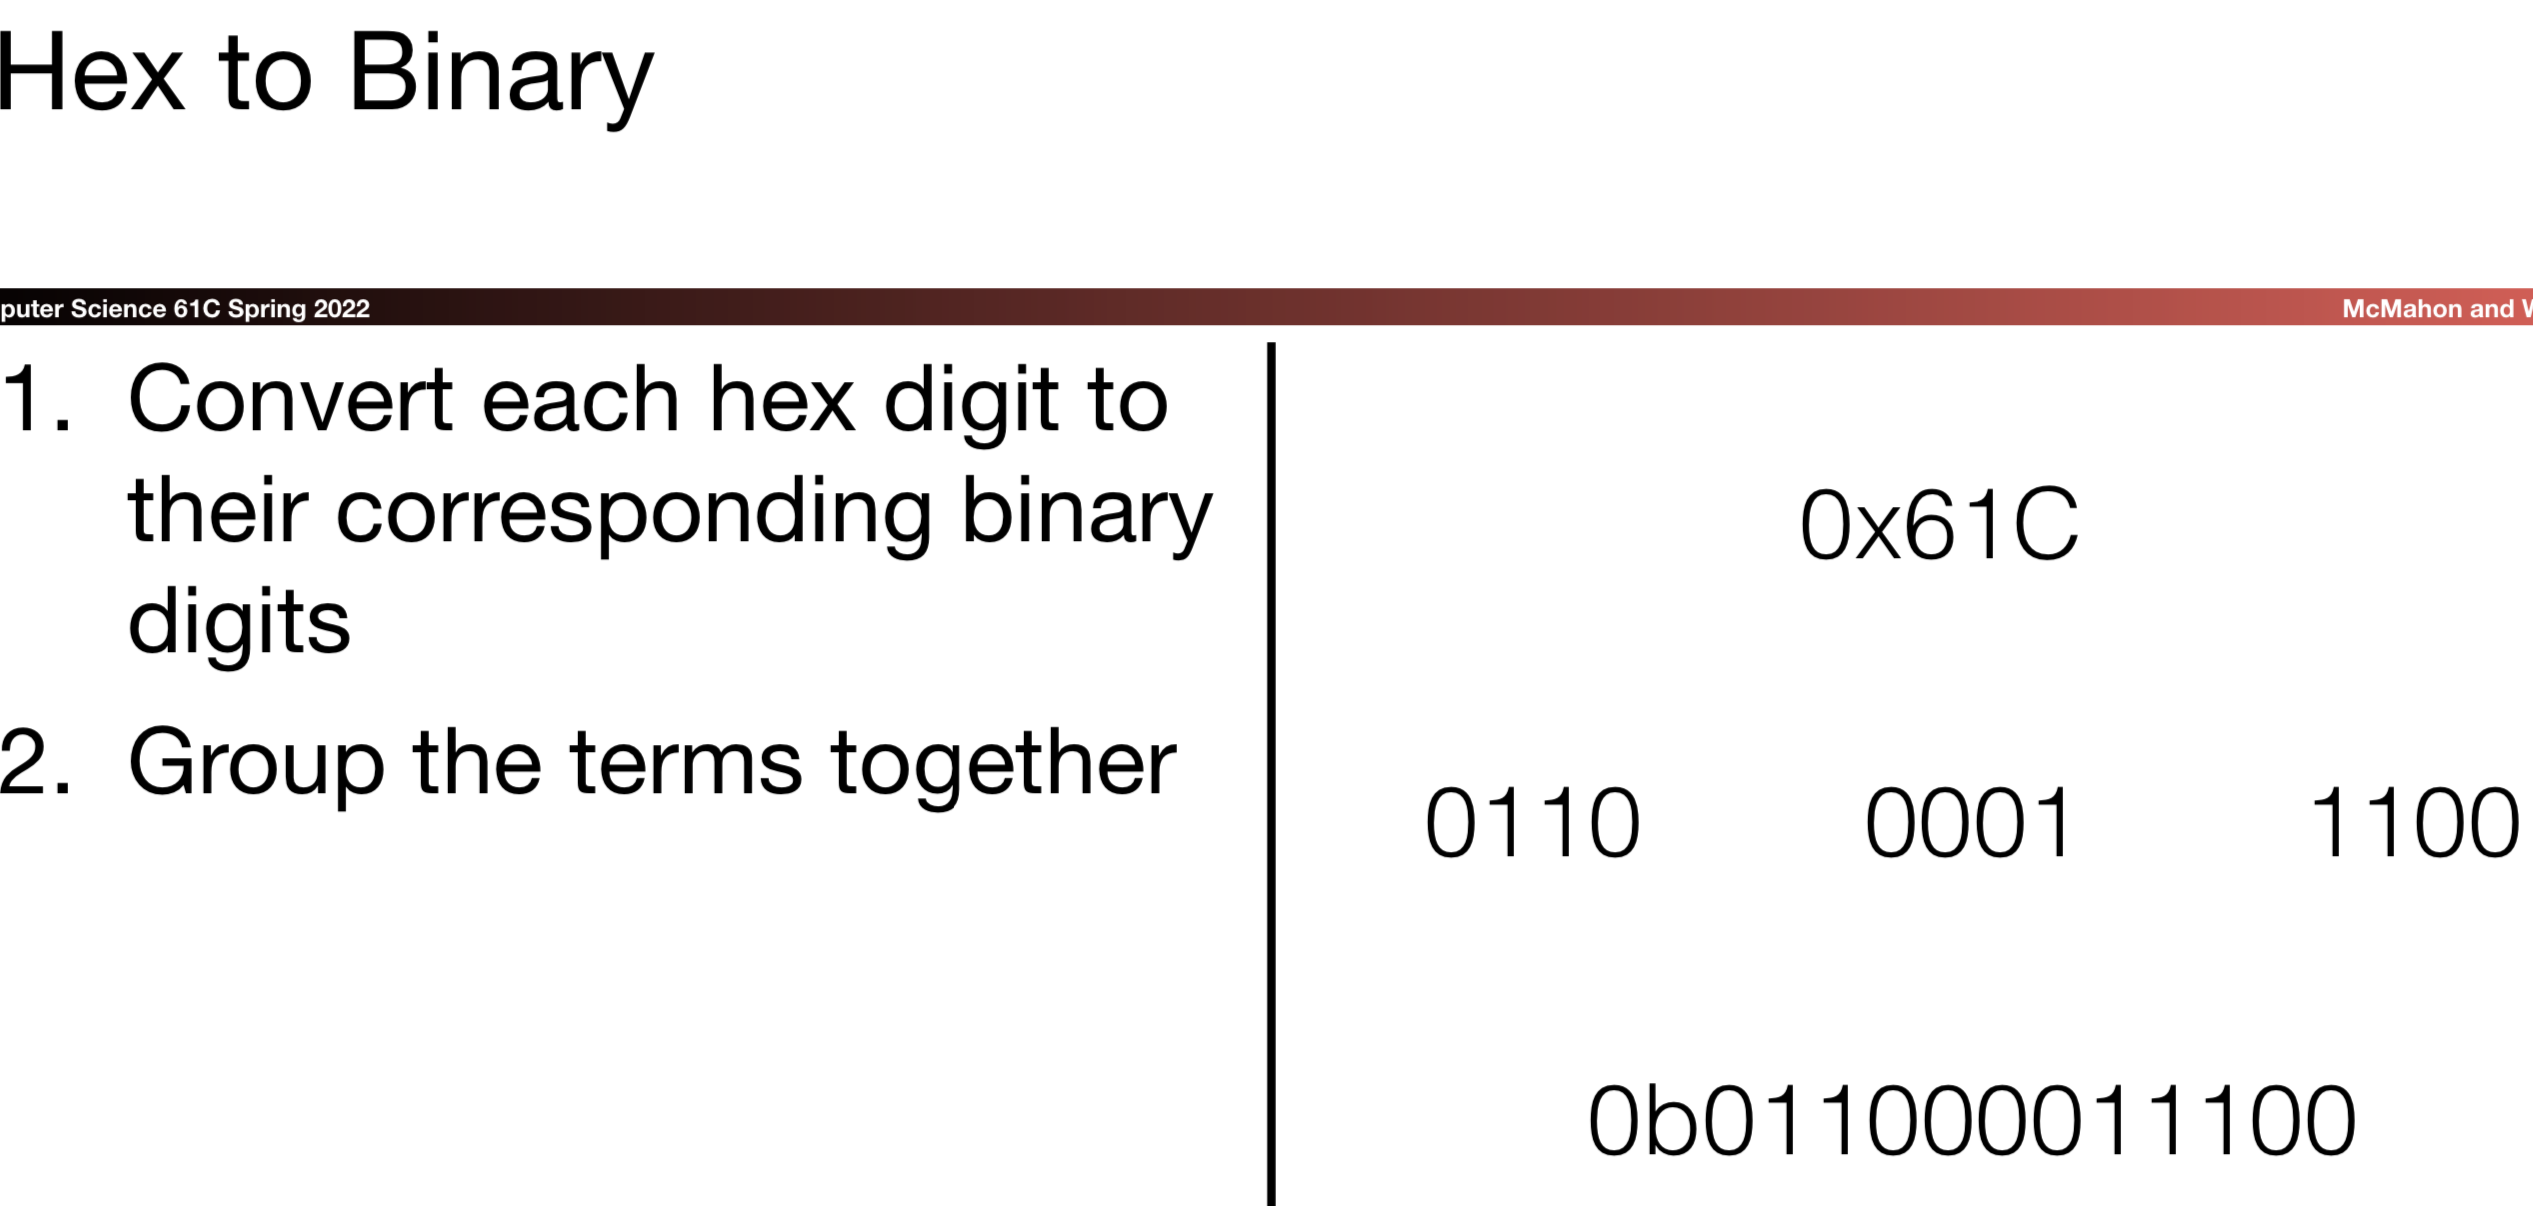 Hex to Binary
puter Science 61C Spring 2022
McMahon and W
1. Convert each hex digit to
their corresponding binary
digits
2. Group the terms together
0x61C
0110 0001 1100
0b011000011100